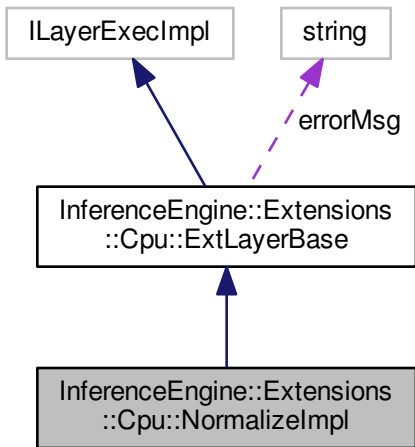 ILayerExecImpl
string
errorMsg
InferenceEngine::Extensions
::Cpu::ExtLayerBase
InferenceEngine::Extensions
::Cpu::NormalizeImpl